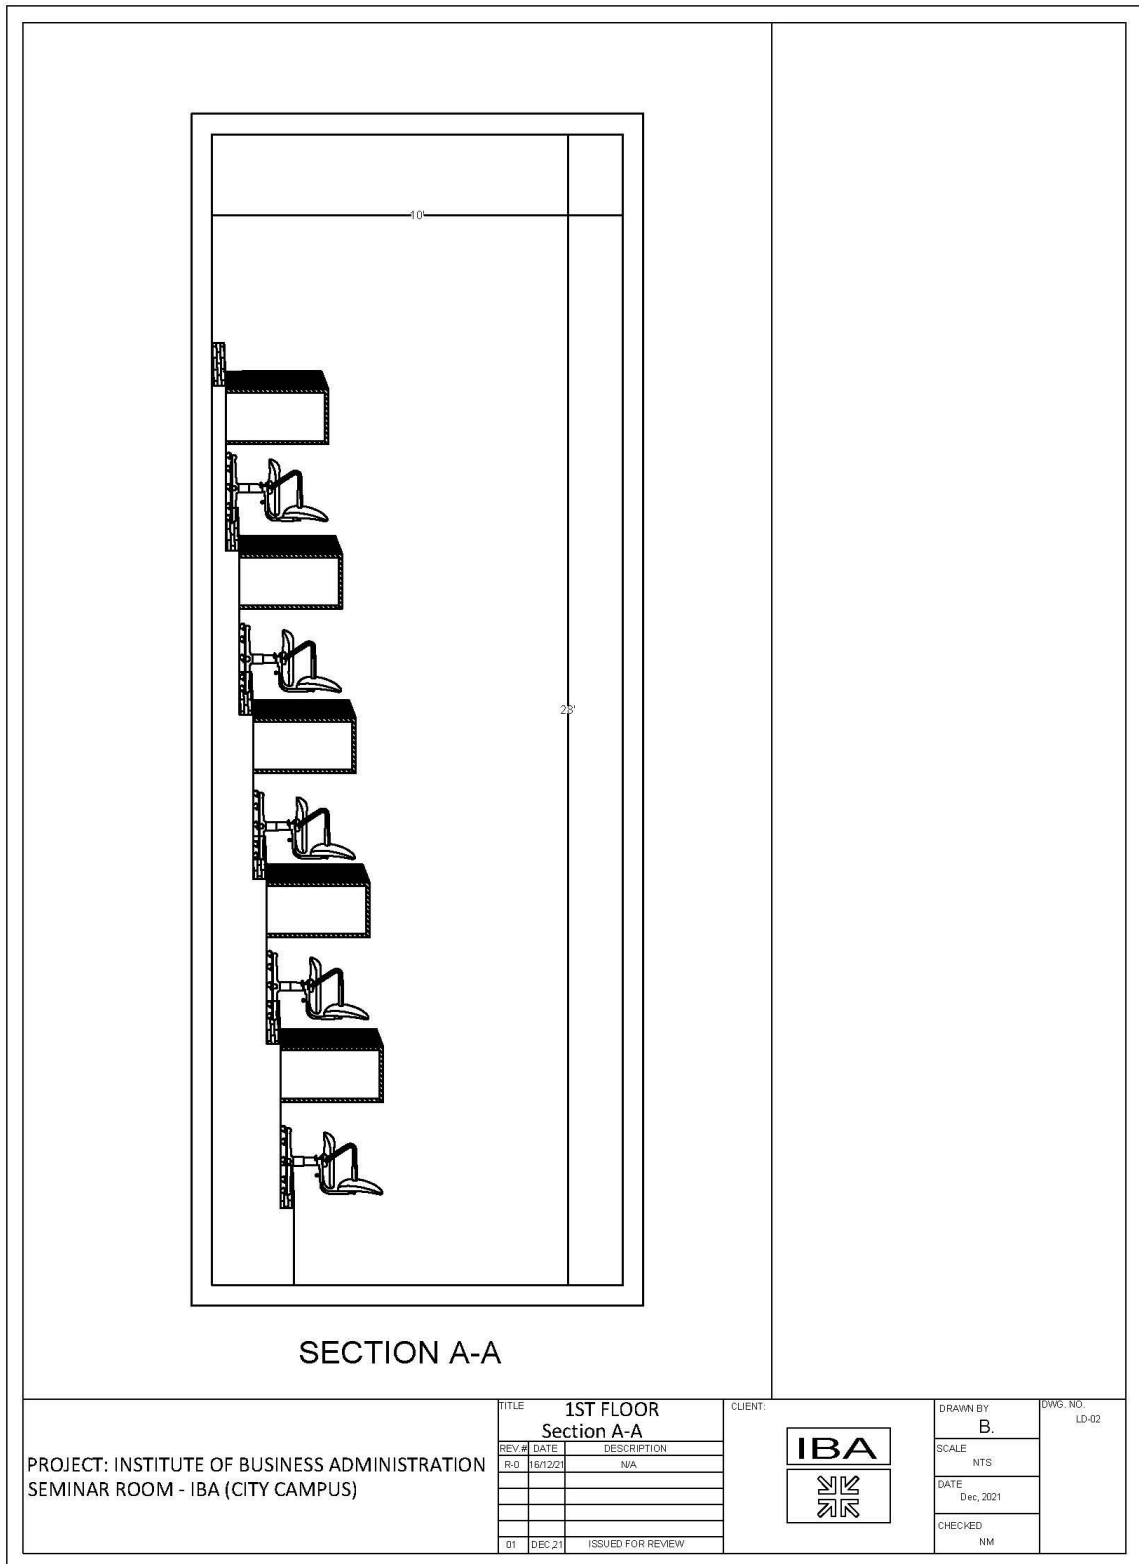 10'
23'
SECTION A-A
PROJECT: INSTITUTE OF BUSINESS ADMINISTRATION
SEMINAR ROOM - IBA (CITY CAMPUS)
TITLE
1ST FLOOR
Section A-A
REV.# DATE DESCRIPTION
R-0 16/12/21 N/A
01 DEC,21 ISSUED FOR REVIEW
CLIENT:
IBA
DRAWN BY
B.
SCALE
NTS
DATE
Dec, 2021
CHECKED
NM
DWG. NO.
LD-02